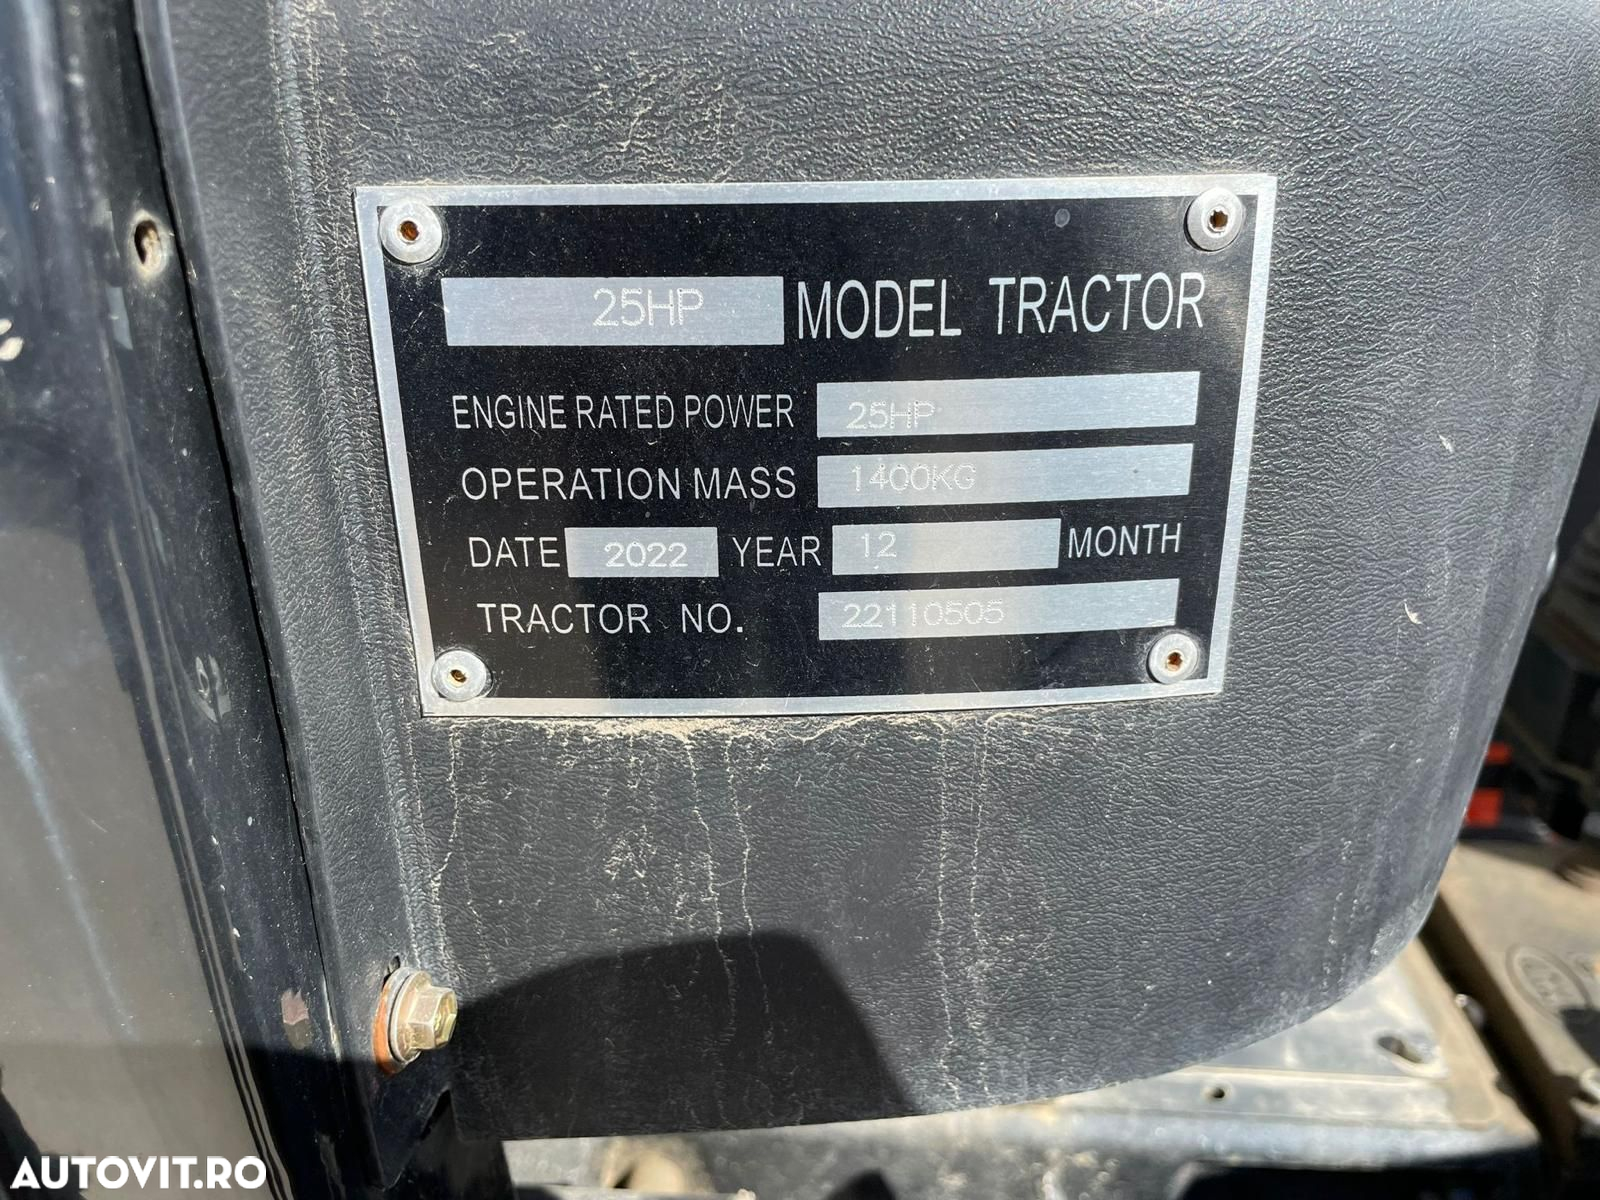 25HP MODEL TRACTOR
ENGINE RATED POWER 25HP
OPERATION MASS 1400KG
DATE 2022 YEAR 12 MONTH
TRACTOR NO. 22110505
AUTOVIT.RO